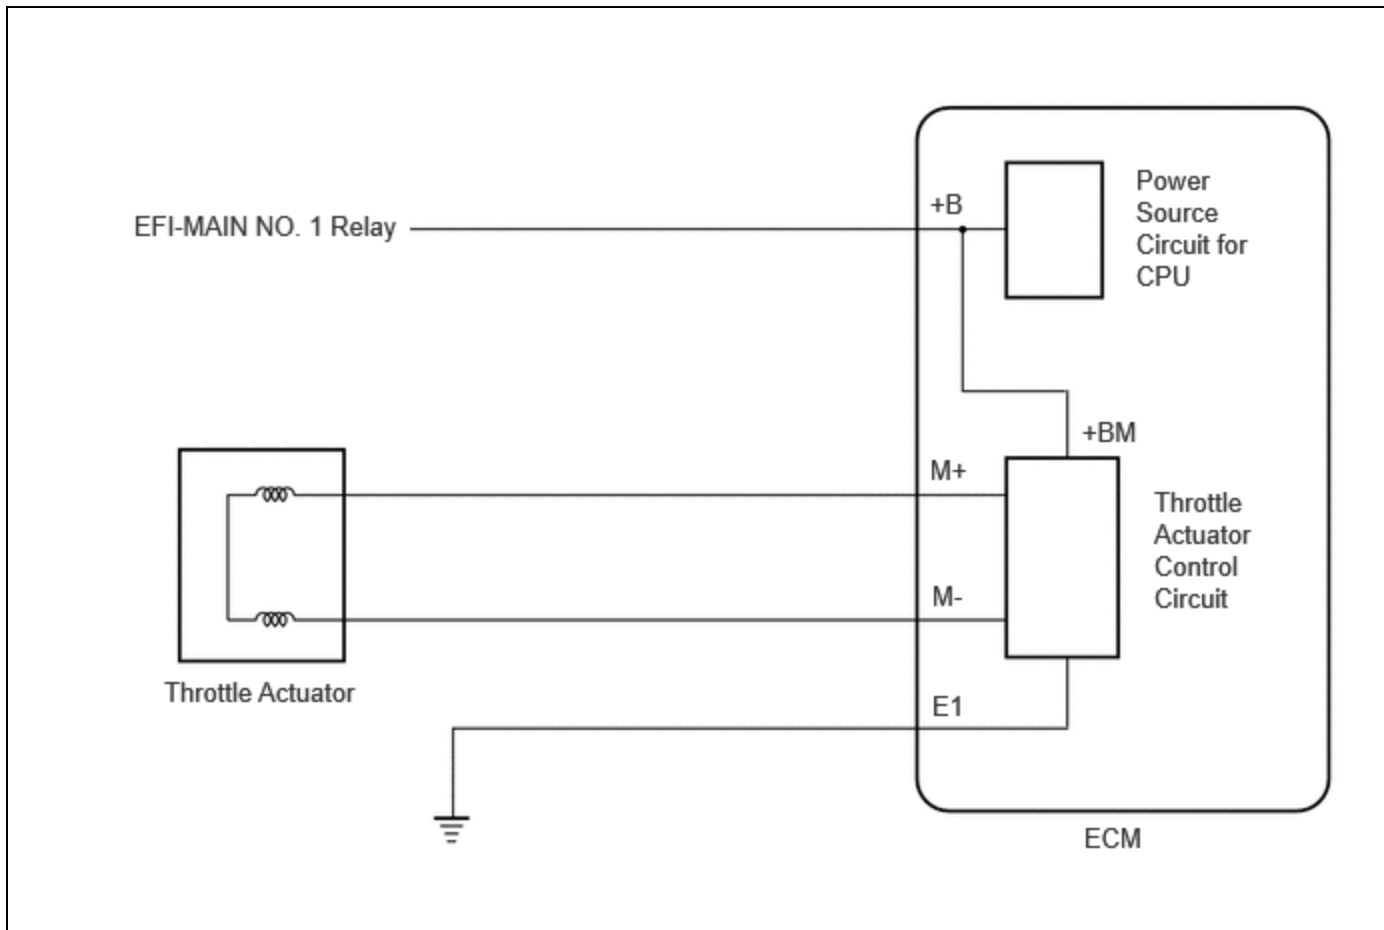 +B
Power
Source
Circuit for
CPU
EFI-MAIN NO. 1 Relay
+BM
M+
Throttle
Actuator
Control
Circuit
M-
Throttle Actuator
E1
ECM